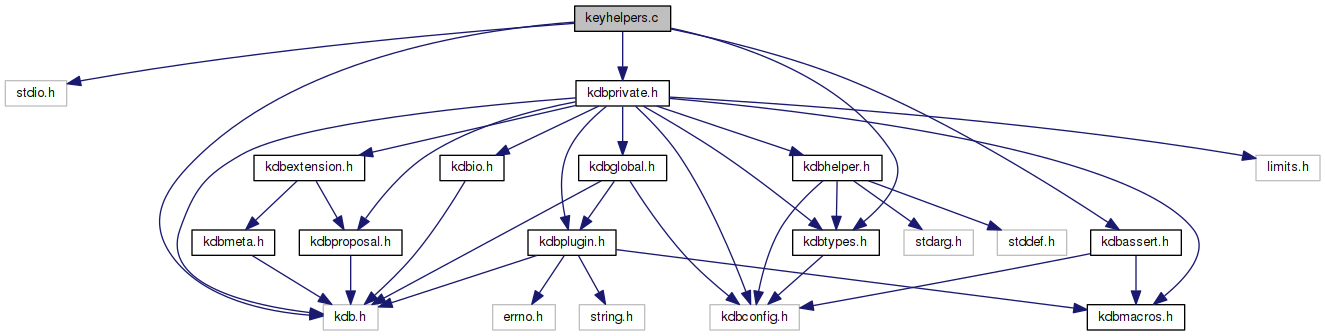 keyhelpers.c
stdio.h
kdbprivate.h
kdbextension.h
kdbio.h
kdbglobal.h
kdbhelper.h
limits.h
kdbmeta.h
kdbproposal.h
kdbplugin.h
kdbtypes.h
stdarg.h
stddef.h
kdbassert.h
kdb.h
errno.h
string.h
kdbconfig.h
kdbmacros.h